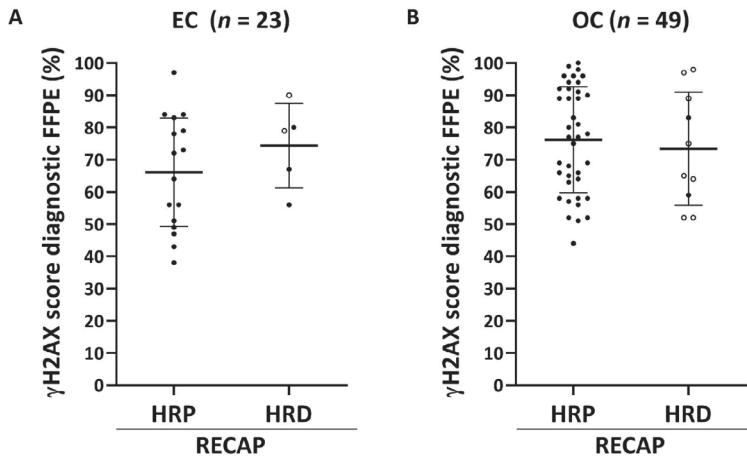 A
EC (n = 23)
γH2AX score diagnostic FFPE (%)
100
90
80
70
60
50
40
30
20
10
0
HRP HRD
RECAP
B
OC (n = 49)
γH2AX score diagnostic FFPE (%)
100
90
80
70
60
50
40
30
20
10
0
HRP HRD
RECAP